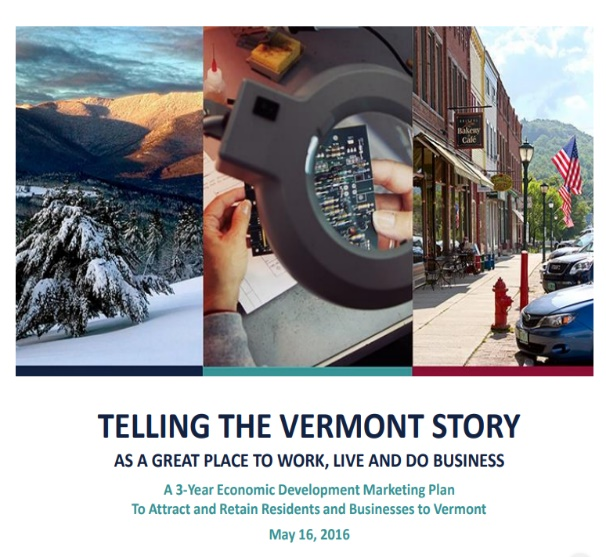 Bakery
Café
TELLING THE VERMONT STORY
AS A GREAT PLACE TO WORK, LIVE AND DO BUSINESS
A 3-Year Economic Development Marketing Plan
To Attract and Retain Residents and Businesses to Vermont
May 16, 2016